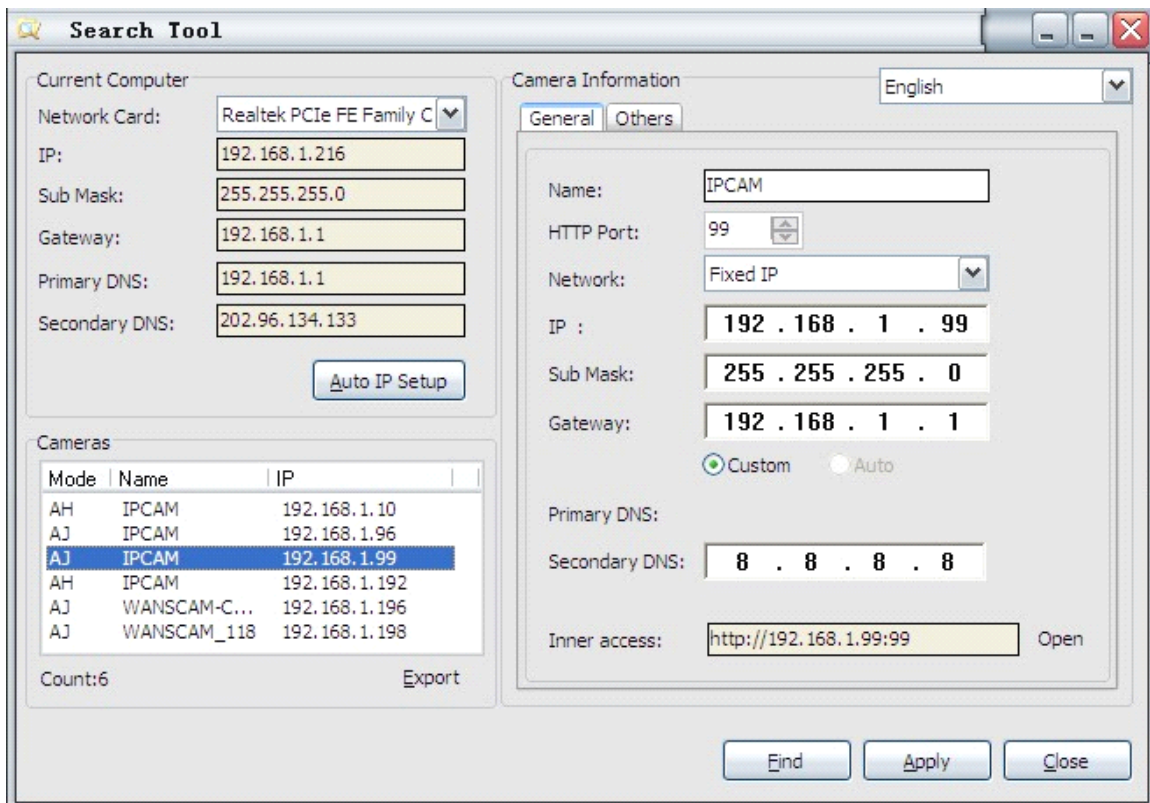 Search Tool
Current Computer
Network Card: Realtek PCIe FE Family C
IP: 192.168.1.216
Sub Mask: 255.255.255.0
Gateway: 192.168.1.1
Primary DNS: 192.168.1.1
Secondary DNS: 202.96.134.133
Auto IP Setup
Cameras
Mode Name IP
AH IPCAM 192.168.1.10
AJ IPCAM 192.168.1.96
AJ IPCAM 192.168.1.99
AH IPCAM 192.168.1.192
AJ WANSCAM-C... 192.168.1.196
AJ WANSCAM_118 192.168.1.198
Count:6 Export
Camera Information English
General Others
Name: IPCAM
HTTP Port: 99
Network: Fixed IP
IP : 192 . 168 . 1 . 99
Sub Mask: 255 . 255 . 255 . 0
Gateway: 192 . 168 . 1 . 1
Custom Auto
Primary DNS:
Secondary DNS: 8 . 8 . 8 . 8
Inner access: http://192.168.1.99:99 Open
Find Apply Close